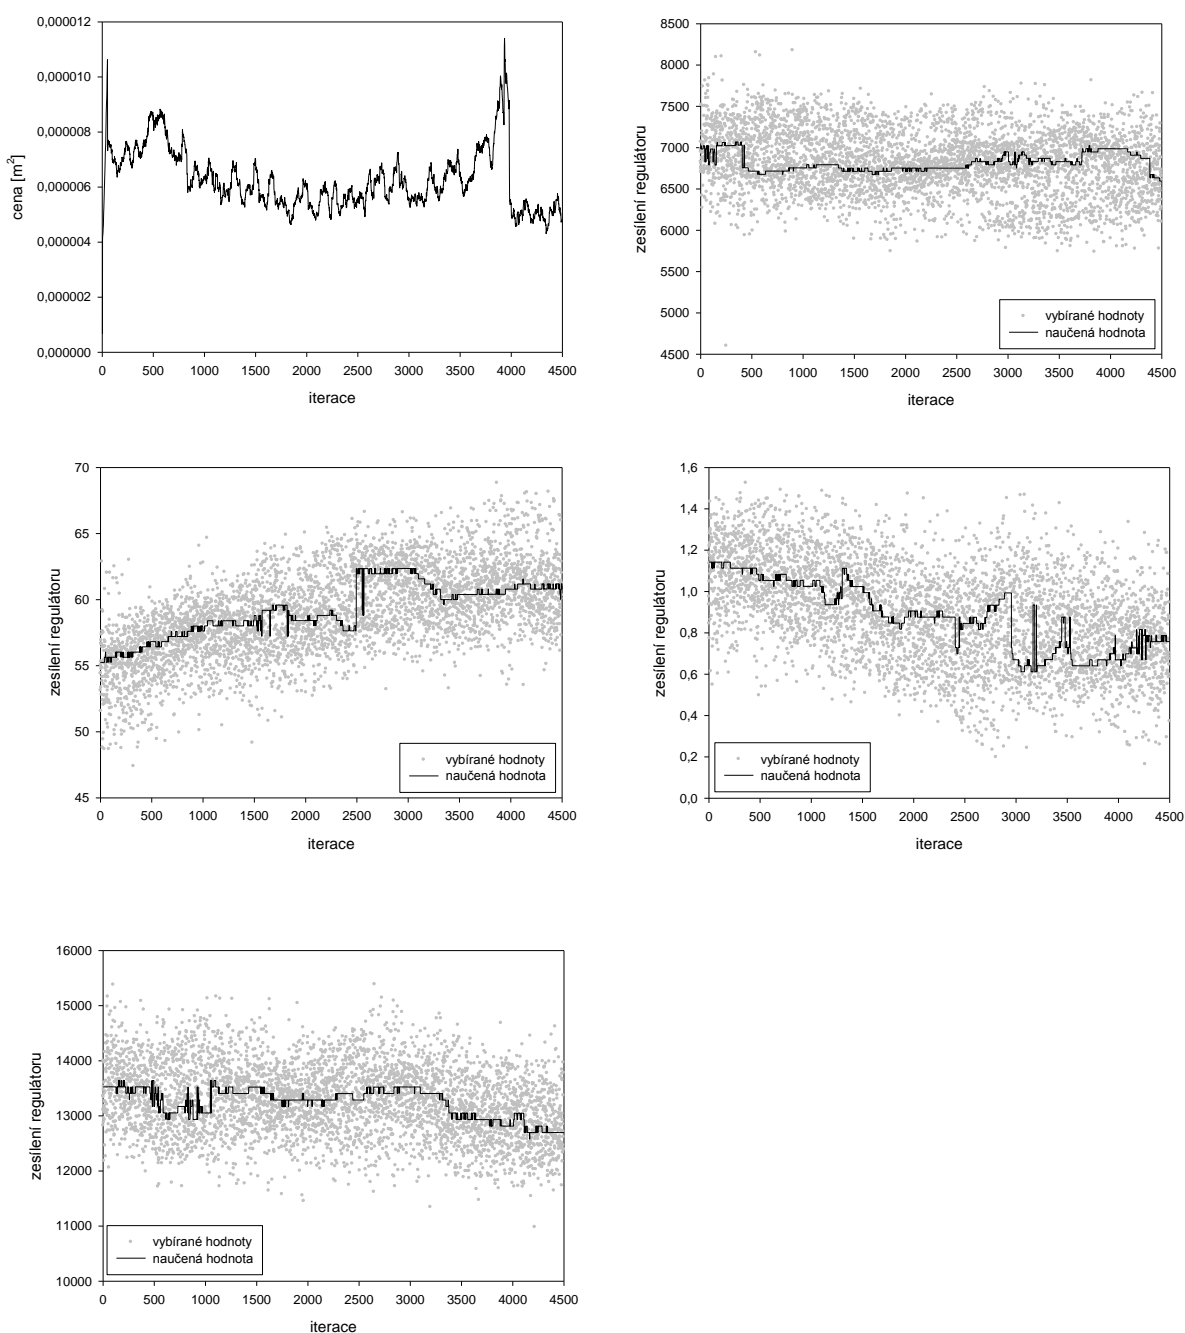 0,000012
0,000010
0,000008
0,000006
0,000004
0,000002
0,000000
cena [m²]
0 500 1000 1500 2000 2500 3000 3500 4000 4500
iterace
8500
8000
7500
7000
6500
6000
5500
5000
4500
zesílení regulátoru
vybírané hodnoty
naučená hodnota
0 500 1000 1500 2000 2500 3000 3500 4000 4500
iterace
70
65
60
55
50
45
zesílení regulátoru
vybírané hodnoty
naučená hodnota
0 500 1000 1500 2000 2500 3000 3500 4000 4500
iterace
1,6
1,4
1,2
1,0
0,8
0,6
0,4
0,2
0,0
zesílení regulátoru
vybírané hodnoty
naučená hodnota
0 500 1000 1500 2000 2500 3000 3500 4000 4500
iterace
16000
15000
14000
13000
12000
11000
10000
zesílení regulátoru
vybírané hodnoty
naučená hodnota
0 500 1000 1500 2000 2500 3000 3500 4000 4500
iterace